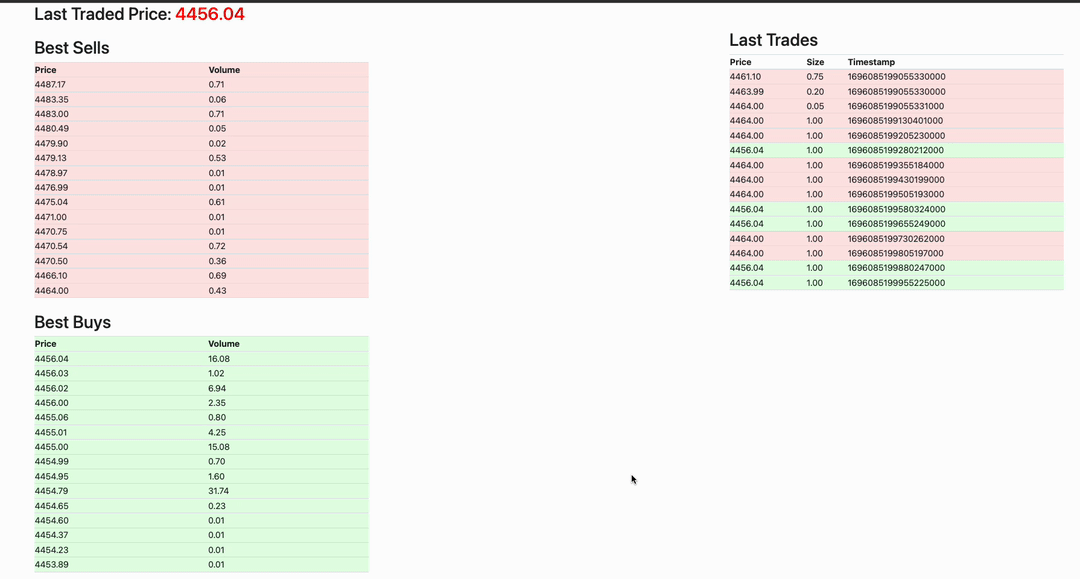 Last Traded Price: 4456.04
Best Sells
Price Volume
4487.17 0.71
4483.35 0.06
4483.00 0.71
4480.49 0.05
4479.90 0.02
4479.13 0.53
4478.97 0.01
4476.99 0.01
4475.04 0.61
4471.00 0.01
4470.75 0.01
4470.54 0.72
4470.50 0.36
4466.10 0.69
4464.00 0.43
Best Buys
Price Volume
4456.04 16.08
4456.03 1.02
4456.02 6.94
4456.00 2.35
4455.06 0.80
4455.01 4.25
4455.00 15.08
4454.99 0.70
4454.95 1.60
4454.79 31.74
4454.65 0.23
4454.60 0.01
4454.37 0.01
4454.23 0.01
4453.89 0.01
Last Trades
Price Size Timestamp
4461.10 0.75 1696085199055330000
4463.99 0.20 1696085199055330000
4464.00 0.05 1696085199055331000
4464.00 1.00 1696085199130401000
4464.00 1.00 1696085199205230000
4456.04 1.00 1696085199280212000
4464.00 1.00 1696085199355184000
4464.00 1.00 1696085199430199000
4464.00 1.00 1696085199505193000
4456.04 1.00 1696085199580324000
4456.04 1.00 1696085199655249000
4464.00 1.00 1696085199730262000
4464.00 1.00 1696085199805197000
4456.04 1.00 1696085199880247000
4456.04 1.00 1696085199955225000